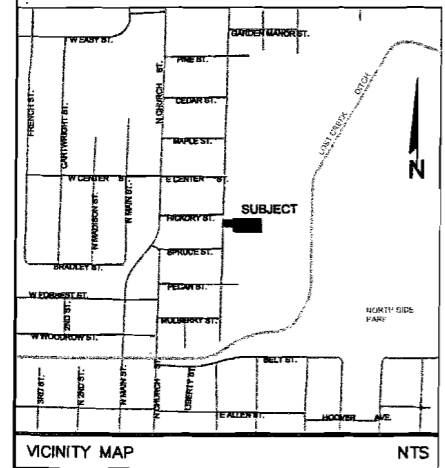 GARDEN MANOR ST.
W EASY ST.
PINE ST.
N CHURCH ST.
FRENCH ST.
CARTWRIGHT ST.
CEDAR ST.
LOST CREEK DITCH
MAPLE ST.
N
W CENTER S
E CENTER ST.
N MADISON ST.
N MAIN ST.
HICKORY ST.
SUBJECT
SPRUCE ST.
BRADLEY ST.
PECAN ST.
W FORREST ST.
2ND ST.
MULBERRY ST.
NORTH SIDE
PARK
W WOODROW ST.
BELT ST.
3RD ST.
N 2ND ST.
N MAIN ST.
N CHURCH ST.
LIBERTY ST.
E ALLEN ST.
HOOVER AVE.
VICINITY MAP
NTS